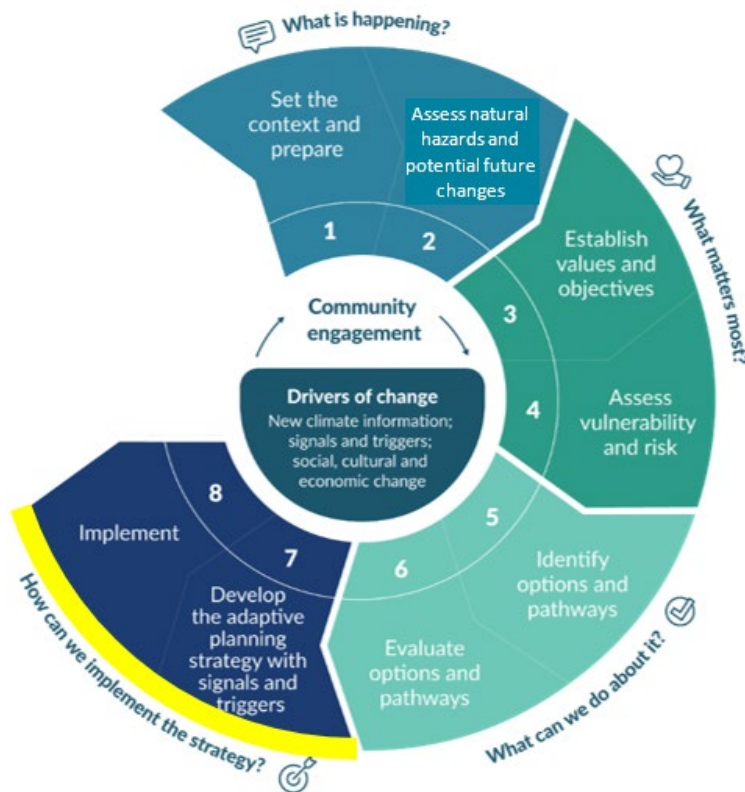 What is happening?
Set the
context and
prepare
1
Assess natural
hazards and
potential future
changes
2
What matters most?
Establish
values and
objectives
3
Assess
vulnerability
and risk
4
What can we do about it?
Identify
options and
pathways
5
Evaluate
options and
pathways
6
How can we implement the strategy?
Develop
the adaptive
planning
strategy with
signals and
triggers
7
Implement
8
Community
engagement
Drivers of change
New climate information;
signals and triggers;
social, cultural and
economic change